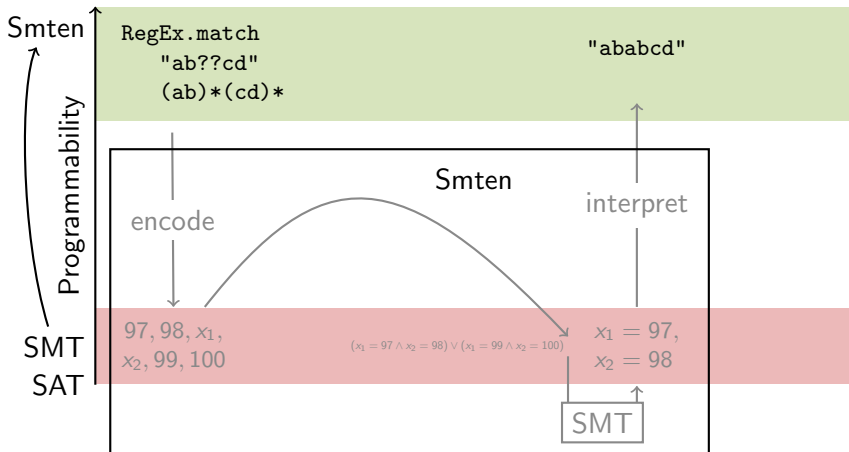 Smten
RegEx.match
"ab??cd"
(ab)*(cd)*
"ababcd"
Programmability
Smten
encode
interpret
97, 98, x₁,
x₂, 99, 100
(x₁ = 97 ∧ x₂ = 98) ∨ (x₁ = 99 ∧ x₂ = 100)
x₁ = 97,
x₂ = 98
SMT
SAT
SMT